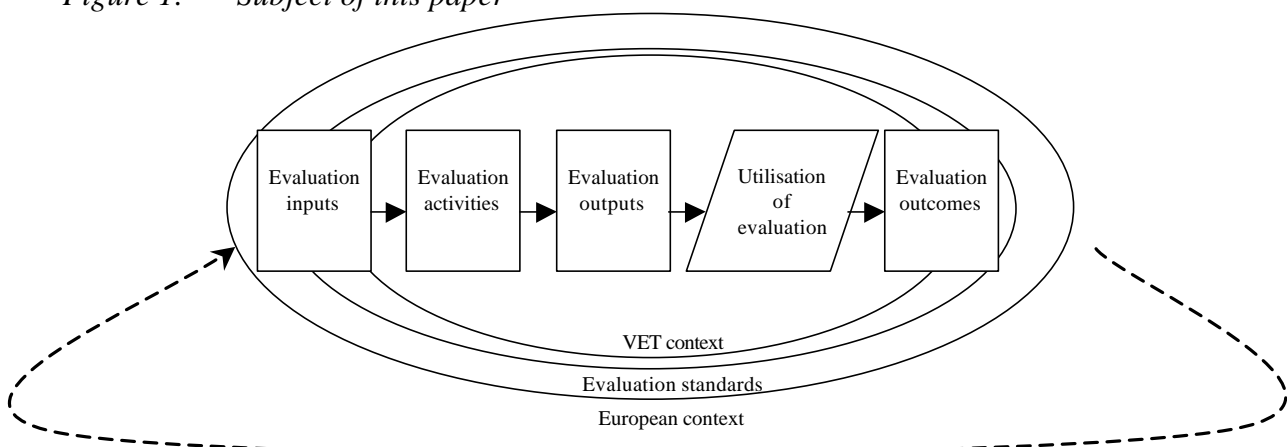 Figure 1. Subject of this paper
Evaluation
inputs
Evaluation
activities
Evaluation
outputs
Utilisation
of
evaluation
Evaluation
outcomes
VET context
Evaluation standards
European context